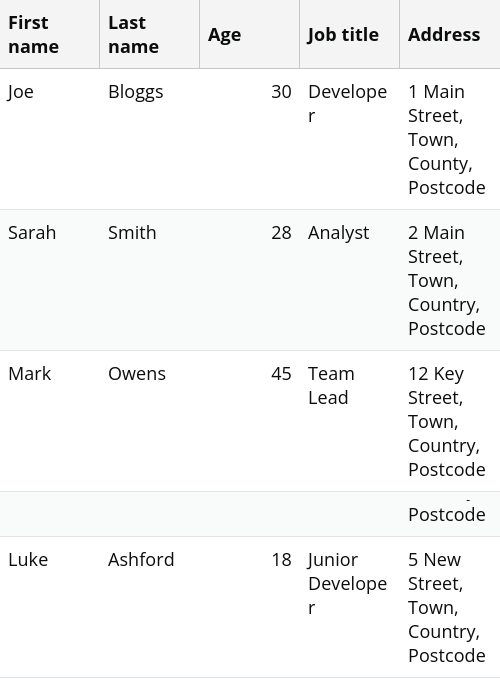 First name Last name Age Job title Address
Joe Bloggs 30 Develope
r 1 Main
Street,
Town,
County,
Postcode
Sarah Smith 28 Analyst 2 Main
Street,
Town,
Country,
Postcode
Mark Owens 45 Team
Lead 12 Key
Street,
Town,
Country,
Postcode
Postcode
Luke Ashford 18 Junior
Develope
r 5 New
Street,
Town,
Country,
Postcode